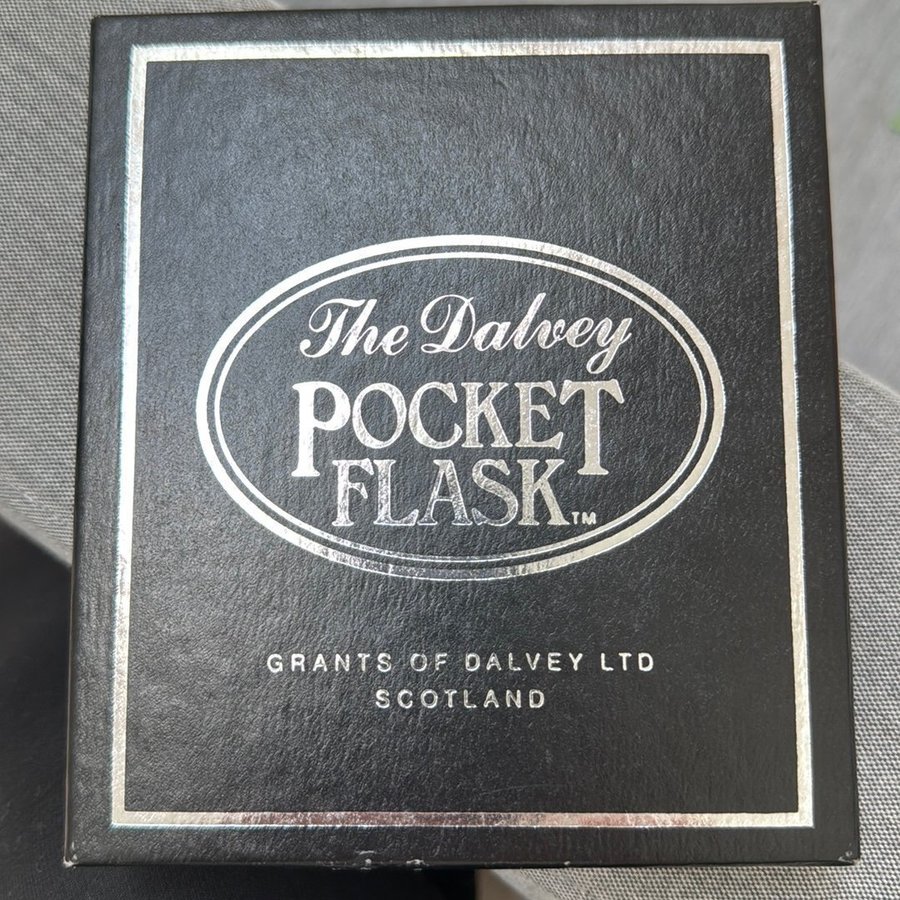 The Dalvey
POCKET
FLASK™
GRANTS OF DALVEY LTD
SCOTLAND